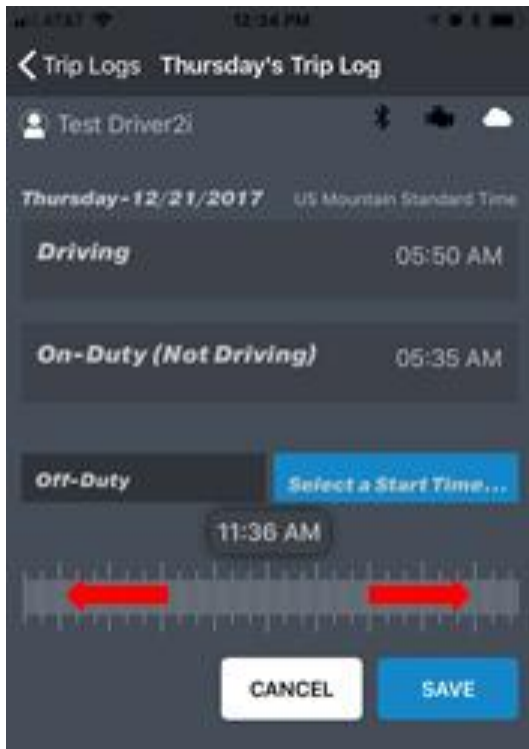 AT&T 12:34 PM
Trip Logs Thursday's Trip Log
Test Driver2i
Thursday-12/21/2017 US Mountain Standard Time
Driving 05:50 AM
On-Duty (Not Driving) 05:35 AM
Off-Duty Select a Start Time...
11:36 AM
CANCEL SAVE